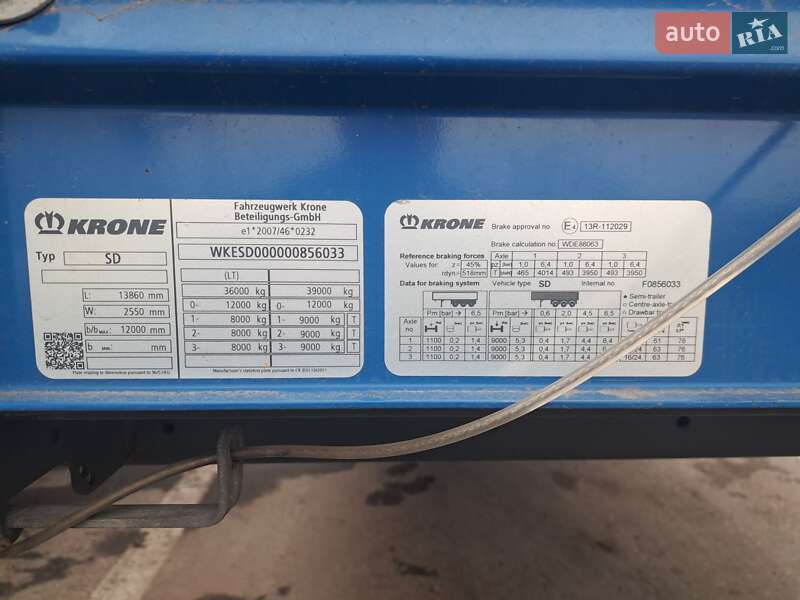 auto RIA .com
KRONE
Typ SD
L: 13860 mm
W: 2550 mm
b/b MAX.: 12000 mm
b MIN.: mm
Fahrzeugwerk Krone
Beteiligungs-GmbH
e1*2007/46*0232
WKESD000000856033
(LT)
36000 kg 39000 kg
0- 12000 kg 0- 12000 kg
1- 8000 kg 1- 9000 kg T
2- 8000 kg 2- 9000 kg T
3- 8000 kg 3- 9000 kg T
KRONE
Brake approval no E4 13R-112029
Brake calculation no: WDE88063
Reference braking forces Axle 1 2 3
Values for: z= 45% pz 1,0 6,4 1,0 6,4 1,0 6,4
rdyn= 518mm T 465 4014 493 3950 493 3950
Data for braking system Vehicle type SD Internal no F0856033
Semi-trailer
Centre-axle-tra
Drawbar tra
Pm [bar] → 6,5 Pm [bar] → 0,6 2,0 4,5 6,5
Axle
no
1 1100 0,2 1,4 9000 5,3 0,4 1,7 4,4 6,4 61 76
2 1100 0,2 1,4 9000 5,3 0,4 1,7 4,4 63 76
3 1100 0,2 1,4 9000 5,3 0,4 1,7 4,4 16/24 63 76